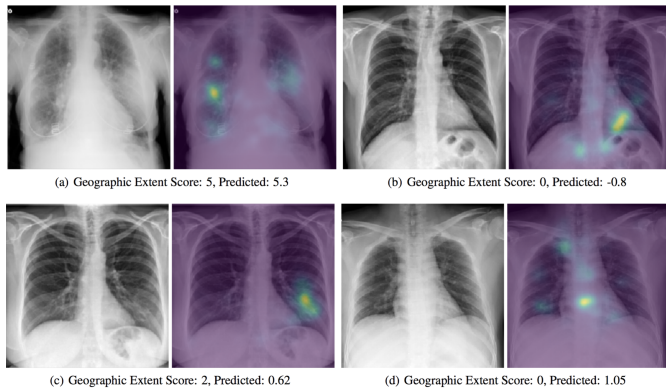 (a) Geographic Extent Score: 5, Predicted: 5.3
(b) Geographic Extent Score: 0, Predicted: -0.8
(c) Geographic Extent Score: 2, Predicted: 0.62
(d) Geographic Extent Score: 0, Predicted: 1.05